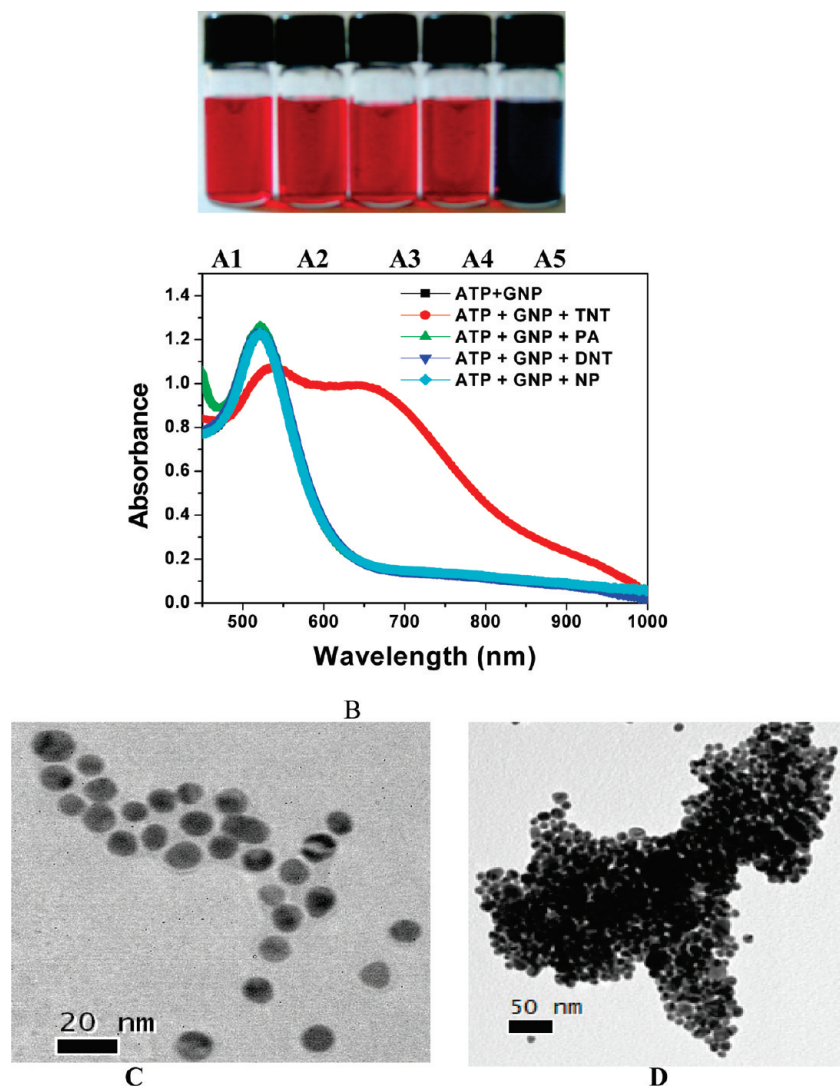 A1 A2 A3 A4 A5
1.4
1.2
1.0
0.8
0.6
0.4
0.2
0.0
Absorbance
ATP+GNP
ATP + GNP + TNT
ATP + GNP + PA
ATP + GNP + DNT
ATP + GNP + NP
500 600 700 800 900 1000
Wavelength (nm)
B
20 nm
50 nm
C
D